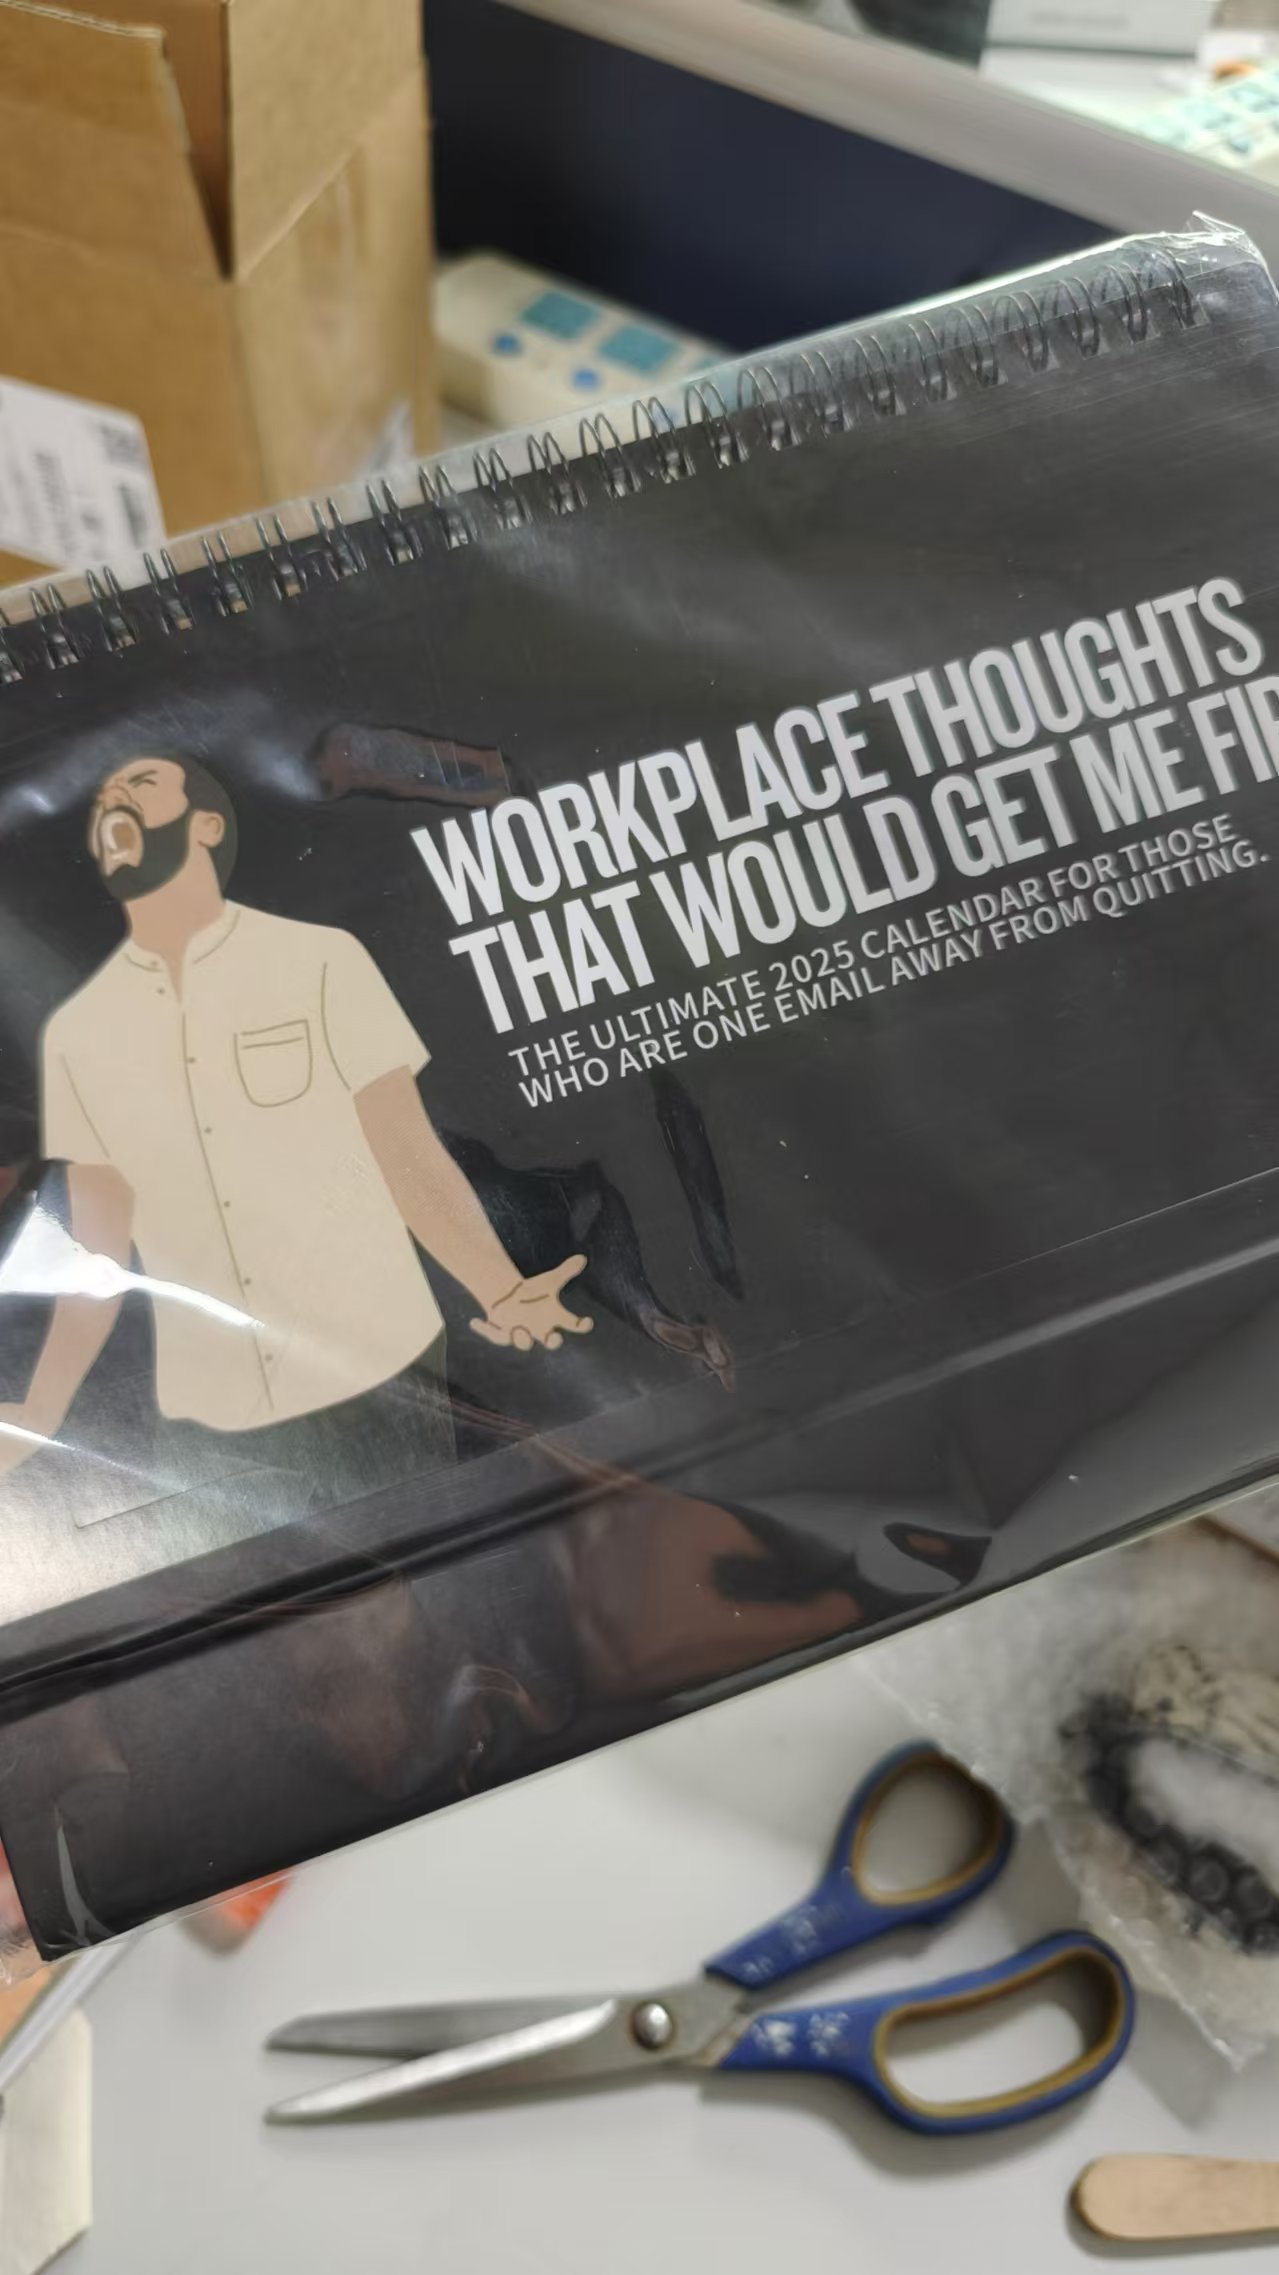 WORKPLACE THOUGHTS
THAT WOULD GET ME
THE ULTIMATE 2025 CALENDAR FOR THOSE
WHO ARE ONE EMAIL AWAY FROM QUITTING.